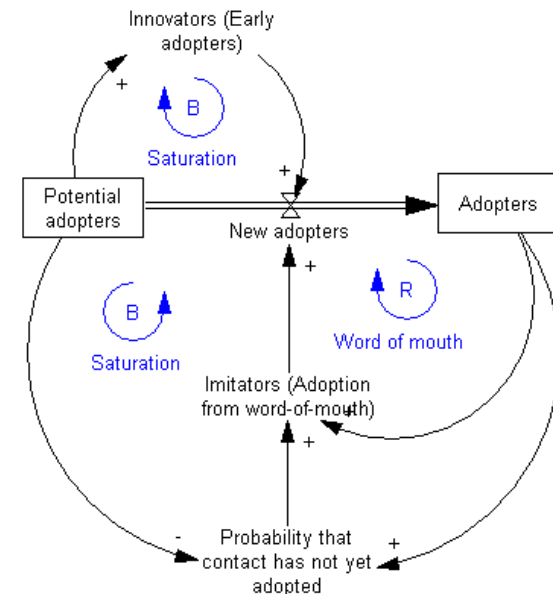 Innovators (Early
adopters)
+
B
Saturation
+
Potential
adopters
Adopters
New adopters
+
B
R
Saturation
Word of mouth
Imitators (Adoption
from word-of-mouth)
+
+
-
Probability that
+
contact has not yet
adopted